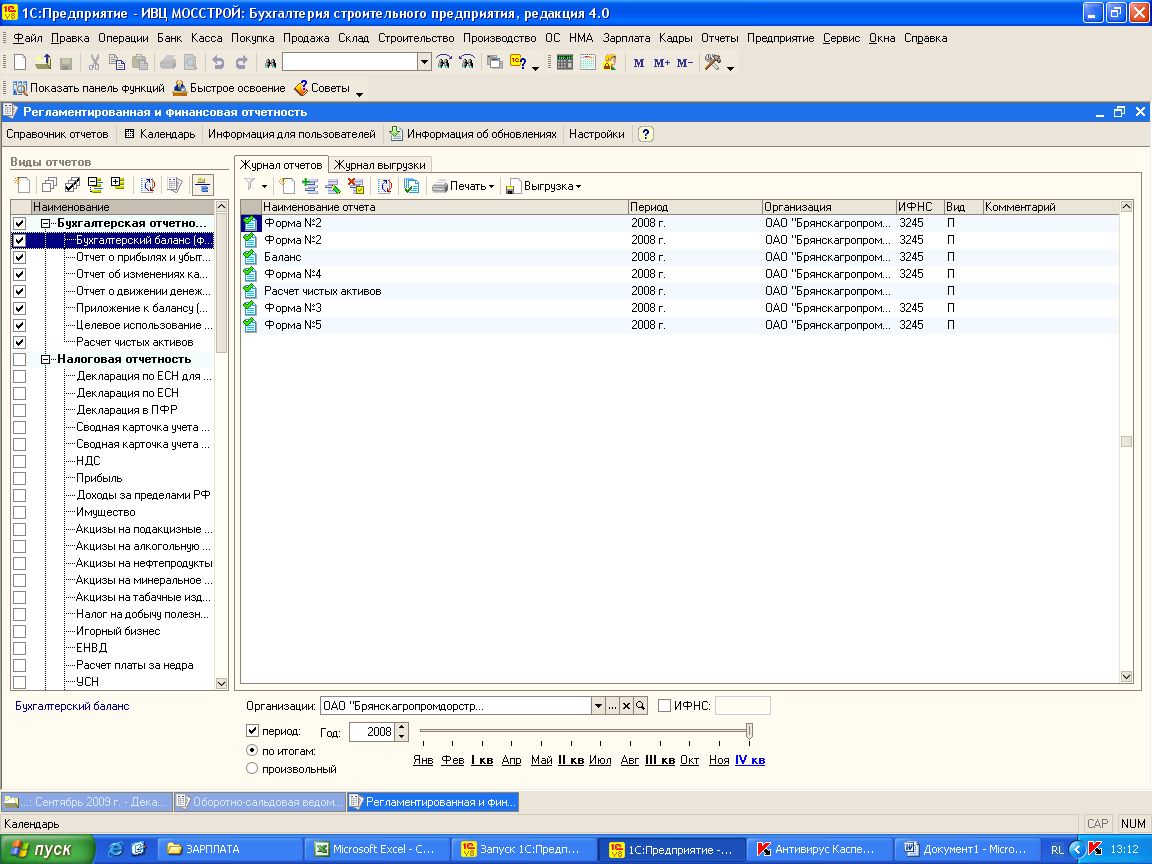 1С:Предприятие - ИВЦ МОССТРОЙ: Бухгалтерия строительного предприятия, редакция 4.0
Файл Правка Операции Банк Касса Покупка Продажа Склад Строительство Производство ОС НМА Зарплата Кадры Отчеты Предприятие Сервис Окна Справка
M M+ M-
Показать панель функций Быстрое освоение Советы
Регламентированная и финансовая отчетность
Справочник отчетов Календарь Информация для пользователей Информация об обновлениях Настройки ?
Виды отчетов
Журнал отчетов Журнал выгрузки
Печать Выгрузка
Наименование
Бухгалтерская отчетно...
Бухгалтерский баланс (ф...
Отчет о прибылях и убыт...
Отчет об изменениях ка...
Отчет о движении денеж...
Приложение к балансу (...
Целевое использование ...
Расчет чистых активов
Налоговая отчетность
Декларация по ЕСН для ...
Декларация по ЕСН
Декларация в ПФР
Сводная карточка учета ...
Сводная карточка учета ...
НДС
Прибыль
Доходы за пределами РФ
Имущество
Акцизы на подакцизные ...
Акцизы на алкогольную ...
Акцизы на нефтепродукты
Акцизы на минеральное ...
Акцизы на табачные изд...
Налог на добычу полезн...
Игорный бизнес
ЕНВД
Расчет платы за недра
УСН
Бухгалтерский баланс
Наименование отчета Период Организация ИФНС Вид Комментарий
Форма №2 2008 г. ОАО "Брянскагропром... 3245 П
Форма №2 2008 г. ОАО "Брянскагропром... 3245 П
Баланс 2008 г. ОАО "Брянскагропром... 3245 П
Форма №4 2008 г. ОАО "Брянскагропром... 3245 П
Расчет чистых активов 2008 г. ОАО "Брянскагропром... П
Форма №3 2008 г. ОАО "Брянскагропром... 3245 П
Форма №5 2008 г. ОАО "Брянскагропром... 3245 П
Организации: ОАО "Брянскагропромдорстр... ... ИФНС:
период: Год: 2008
по итогам:
произвольный
Янв Фев I кв Апр Май II кв Июл Авг III кв Окт Ноя IV кв
...: Сентябрь 2009 г. - Дека... Оборотно-сальдовая ведом... Регламентированная и фин...
Календарь CAP NUM
пуск ЗАРПЛАТА Microsoft Excel - С... Запуск 1С:Предп... 1С:Предприятие -... Антивирус Каспе... Документ1 - Micro... RL 13:12